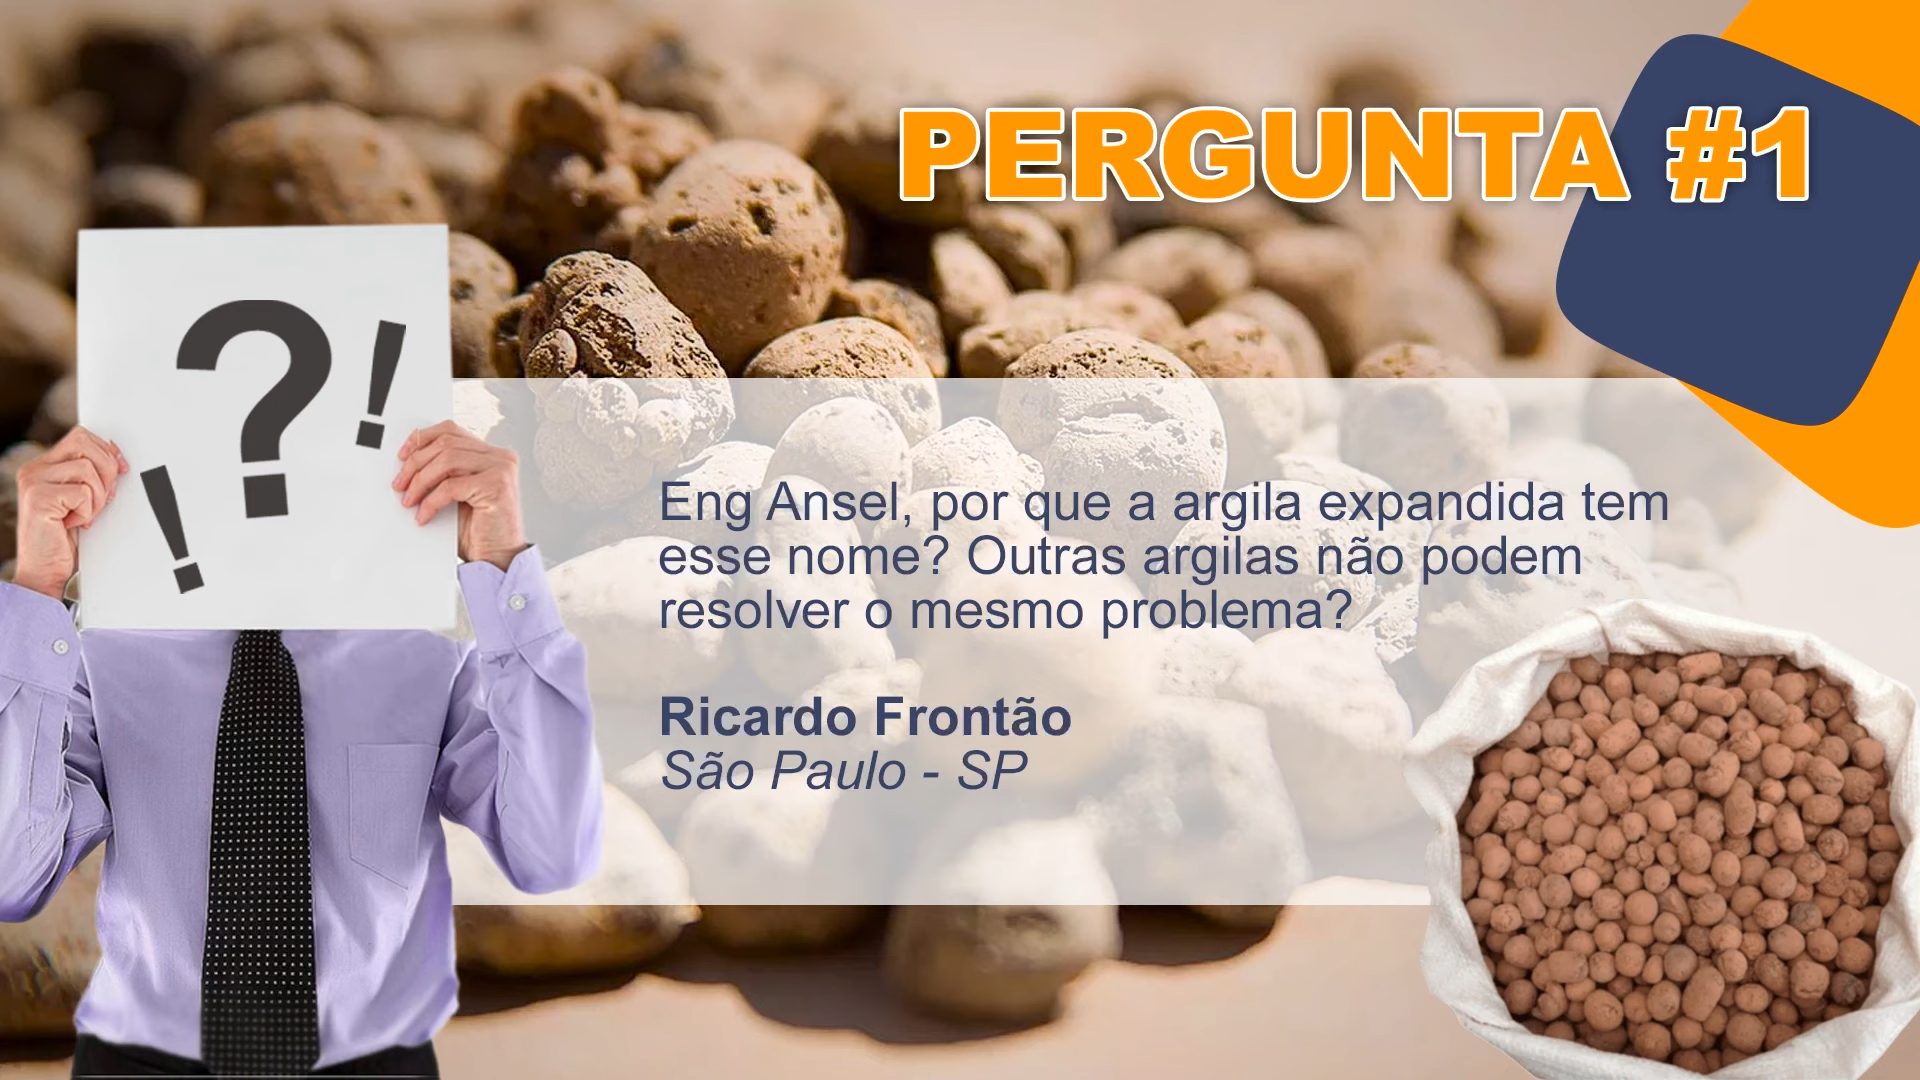 PERGUNTA #1
? ! !
Eng Ansel, por que a argila expandida tem
esse nome? Outras argilas não podem
resolver o mesmo problema?
Ricardo Frontão
São Paulo - SP